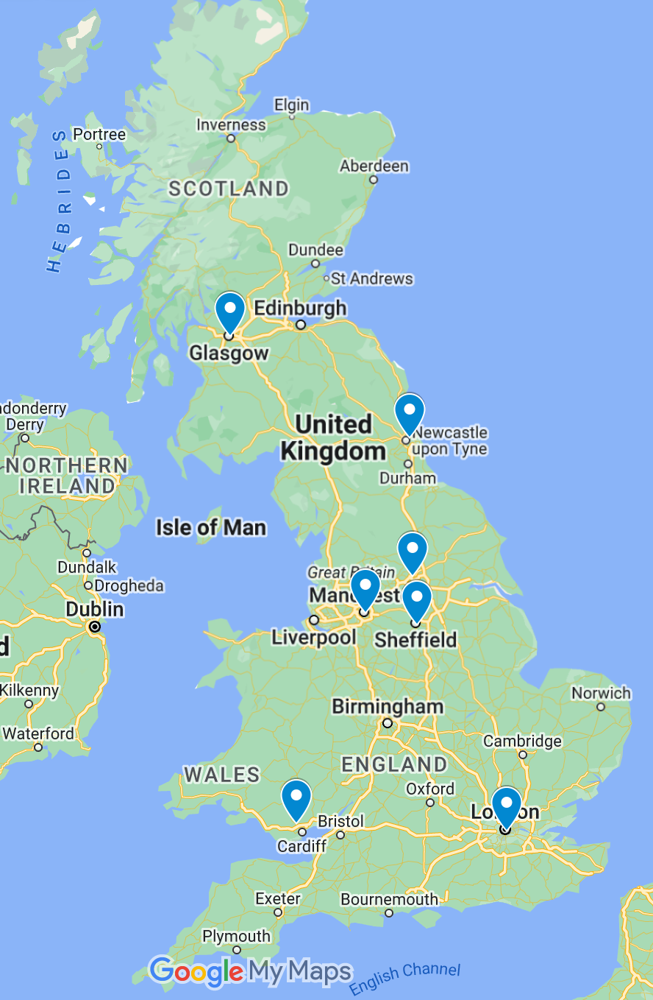 Elgin
Inverness
Portree
HEBRIDES
Aberdeen
SCOTLAND
Dundee
St Andrews
Edinburgh
Glasgow
ndonderry
Derry
United
Kingdom
Newcastle
upon Tyne
NORTHERN
IRELAND
Durham
Isle of Man
Dundalk
Great Britain
Drogheda
Manchest
Dublin
Liverpool
Sheffield
d
Kilkenny
Norwich
Birmingham
Waterford
Cambridge
ENGLAND
WALES
Oxford
London
Bristol
Cardiff
Exeter
Bournemouth
Plymouth
Google My Maps
English Channel